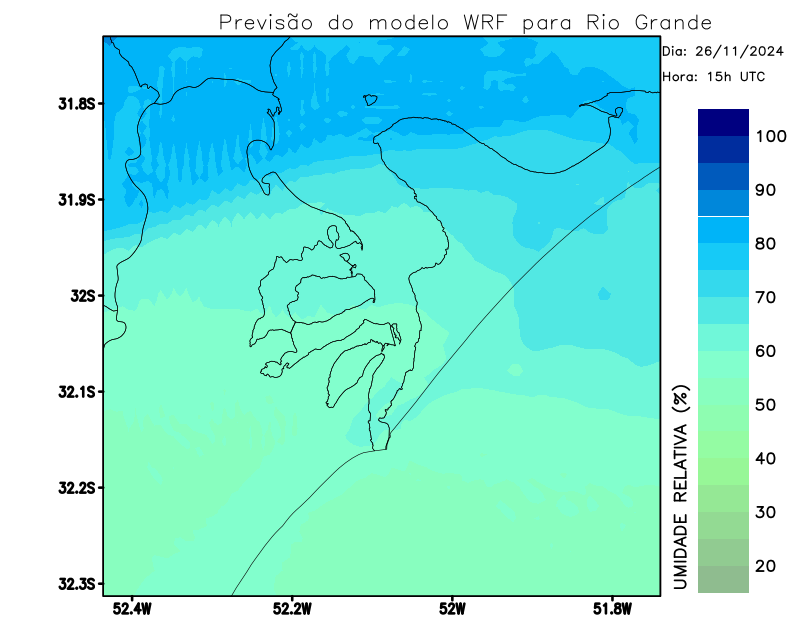 Previsão do modelo WRF para Rio Grande
Dia: 26/11/2024
Hora: 15h UTC
31.8S
31.9S
32S
32.1S
32.2S
32.3S
52.4W 52.2W 52W 51.8W
100
90
80
70
60
50
40
30
20
UMIDADE RELATIVA (%)